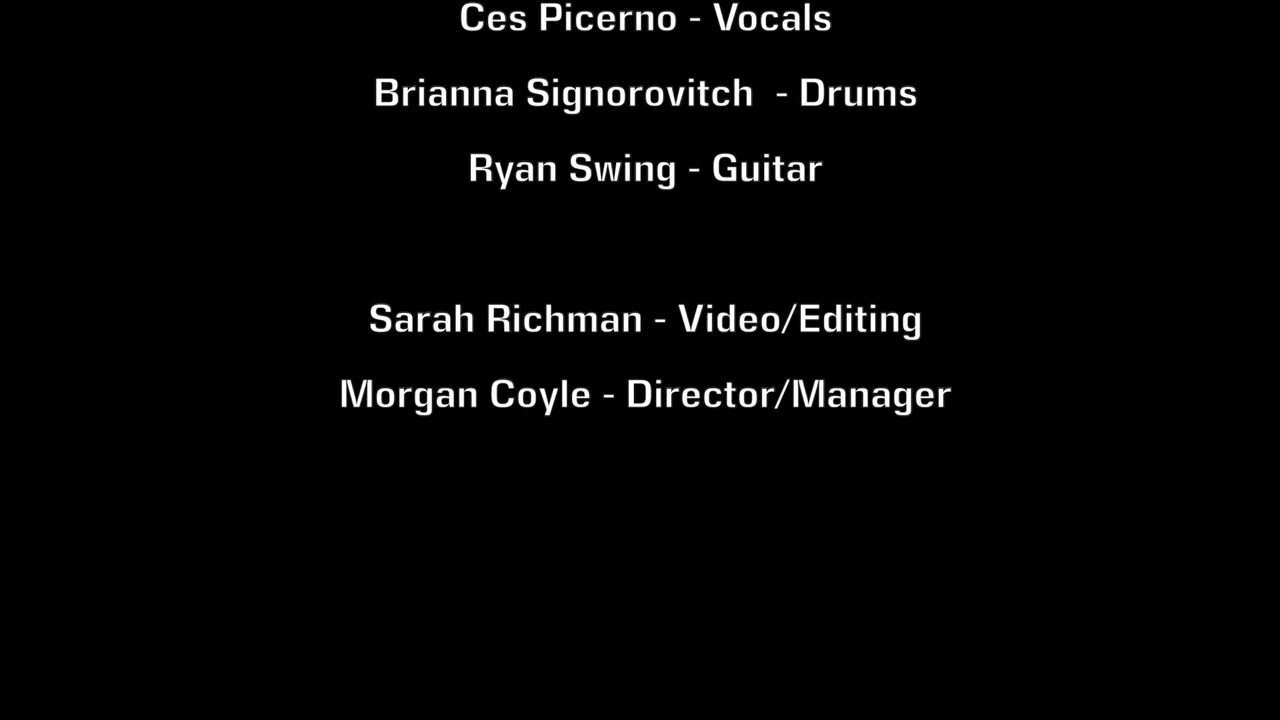 Ces Picerno - Vocals
Brianna Signorovitch  - Drums
Ryan Swing - Guitar
Sarah Richman - Video/Editing
Morgan Coyle - Director/Manager